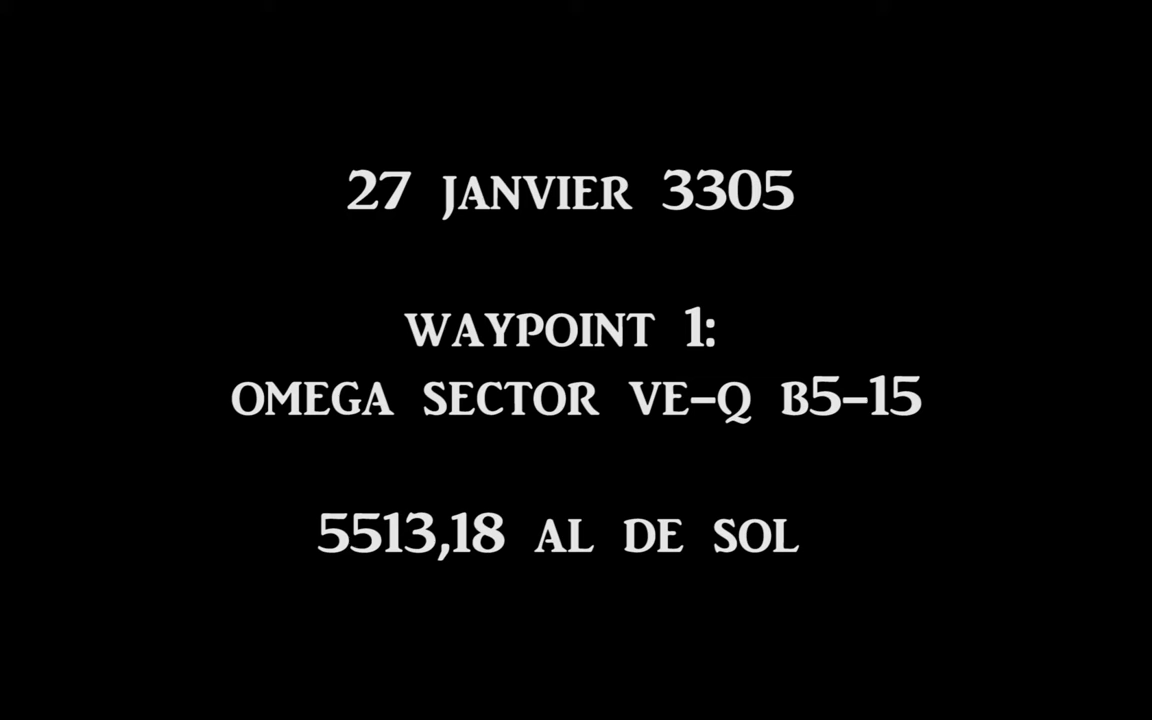 27 JANVIER 3305
WAYPOINT 1:
OMEGA SECTOR VE-Q B5-15
5513,18 AL DE SOL